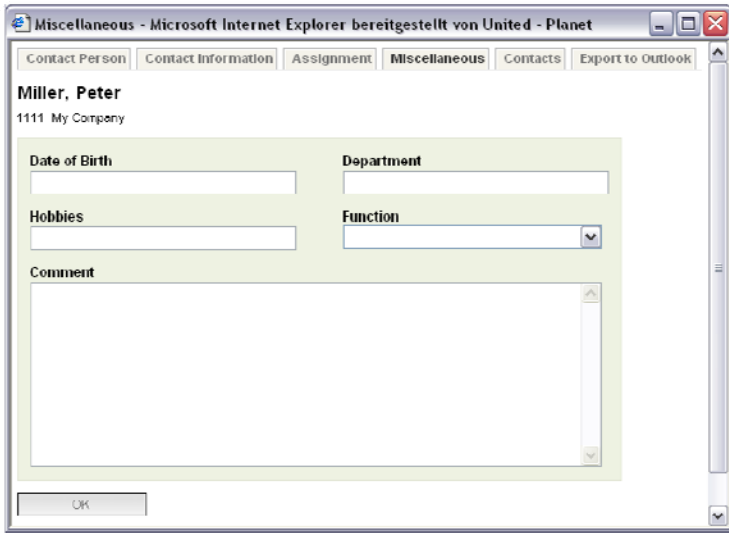 Miscellaneous - Microsoft Internet Explorer bereitgestellt von United - Planet
Contact Person Contact Information Assignment Miscellaneous Contacts Export to Outlook
Miller, Peter
1111 My Company
Date of Birth Department
Hobbies Function
Comment
OK